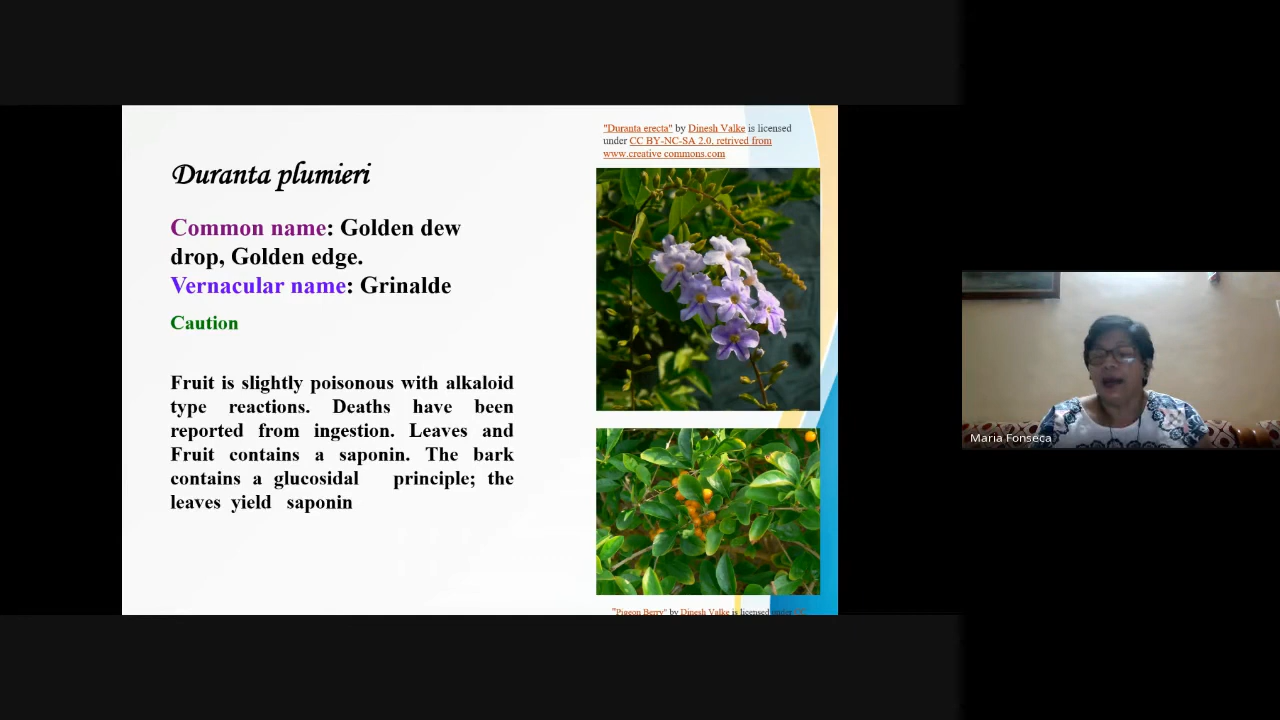 "Duranta erecta" by Dinesh Valke is licensed
under CC BY-NC-SA 2.0, retrived from
www.creative commons.com
Duranta plumieri
Common name: Golden dew
drop, Golden edge.
Vernacular name: Grinalde
Caution
Fruit is slightly poisonous with alkaloid
type reactions. Deaths have been
reported from ingestion. Leaves and
Fruit contains a saponin. The bark
contains a glucosidal principle; the
leaves yield saponin
"Pigeon Berry" by Dinesh Valke is licensed under CC
Maria Fonseca